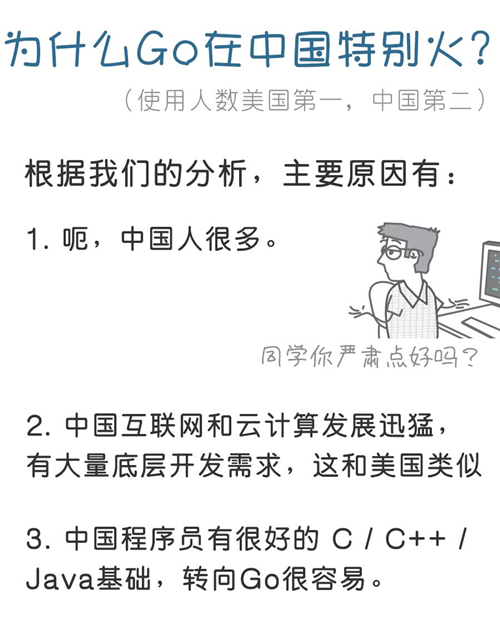 为什么Go在中国特别火？
（使用人数美国第一，中国第二）
根据我们的分析，主要原因有：
1. 呃，中国人很多。
同学你严肃点好吗？
2. 中国互联网和云计算发展迅猛，
有大量底层开发需求，这和美国类似
3. 中国程序员有很好的 C / C++ /
Java基础，转向Go很容易。